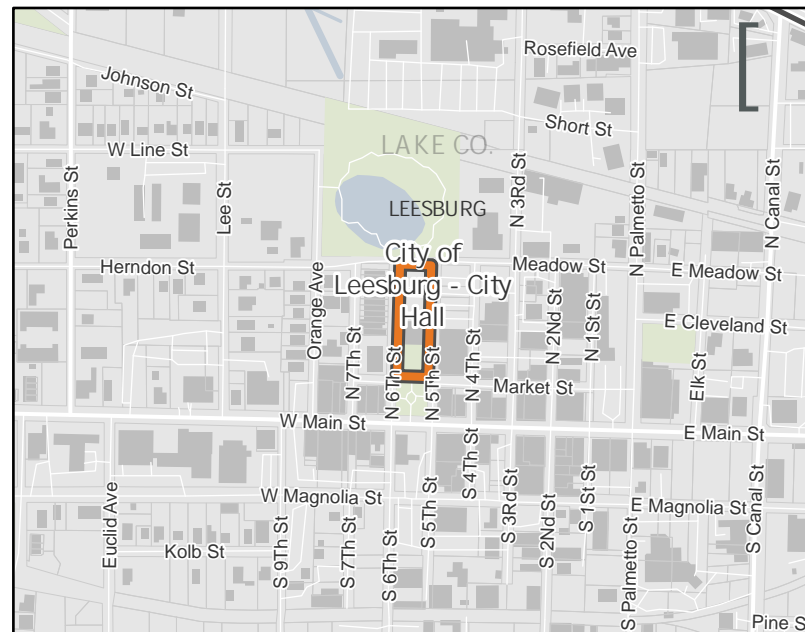 Rosefield Ave
Johnson St
Short St
LAKE CO.
W Line St
Perkins St
Lee St
N 3Rd St
N Palmetto St
N Canal St
LEESBURG
City of
Leesburg - City
Hall
Herndon St
Meadow St
E Meadow St
Orange Ave
N 7Th St
N 6Th St
N 5Th St
N 4Th St
N 2Nd St
N 1St St
E Cleveland St
Elk St
Market St
W Main St
E Main St
S 4Th St
W Magnolia St
E Magnolia St
Euclid Ave
Kolb St
S 9Th St
S 7Th St
S 6Th St
S 5Th St
S 3Rd St
S 2Nd St
S 1St St
S Palmetto St
S Canal St
Pine S